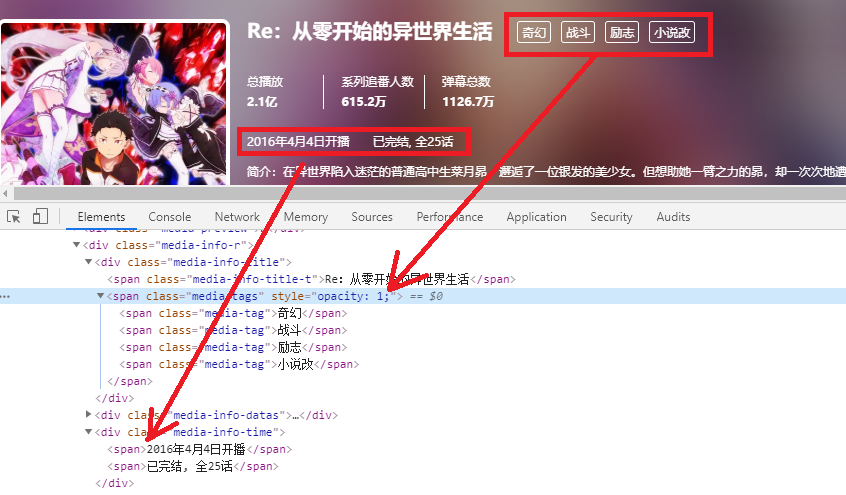 Re：从零开始的异世界生活 奇幻 战斗 励志 小说改
总播放 系列追番人数 弹幕总数
2.1亿 615.2万 1126.7万
2016年4月4日开播 已完结, 全25话
简介：在异世界陷入迷茫的普通高中生菜月昴，邂逅了一位银发的美少女。但想助她一臂之力的昴，却一次次地遭
Elements Console Network Memory Sources Performance Application Security Audits
▼<div class="media-info-r">
▼<div class="media-info-title">
<span class="media-info-title-t">Re：从零开始的异世界生活</span>
… ▼<span class="media-tags" style="opacity: 1;"> == $0
<span class="media-tag">奇幻</span>
<span class="media-tag">战斗</span>
<span class="media-tag">励志</span>
<span class="media-tag">小说改</span>
</span>
</div>
▶<div class="media-info-datas">…</div>
▼<div class="media-info-time">
<span>2016年4月4日开播</span>
<span>已完结, 全25话</span>
</div>